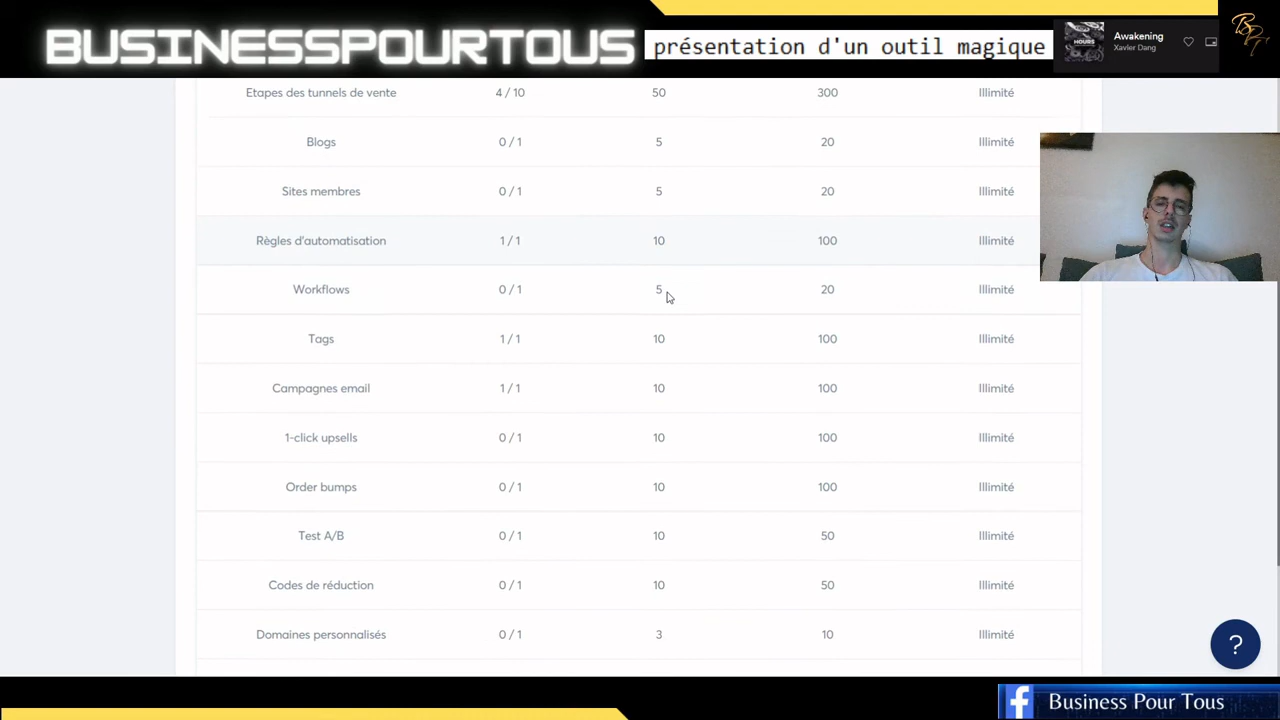 BUSINESSPOURTOUS
présentation d'un outil magique
HOURS
Awakening
Xavier Dang
Etapes des tunnels de vente 4 / 10 50 300 Illimité
Blogs 0 / 1 5 20 Illimité
Sites membres 0 / 1 5 20 Illimité
Règles d'automatisation 1 / 1 10 100 Illimité
Workflows 0 / 1 5 20 Illimité
Tags 1 / 1 10 100 Illimité
Campagnes email 1 / 1 10 100 Illimité
1-click upsells 0 / 1 10 100 Illimité
Order bumps 0 / 1 10 100 Illimité
Test A/B 0 / 1 10 50 Illimité
Codes de réduction 0 / 1 10 50 Illimité
Domaines personnalisés 0 / 1 3 10 Illimité
?
Business Pour Tous